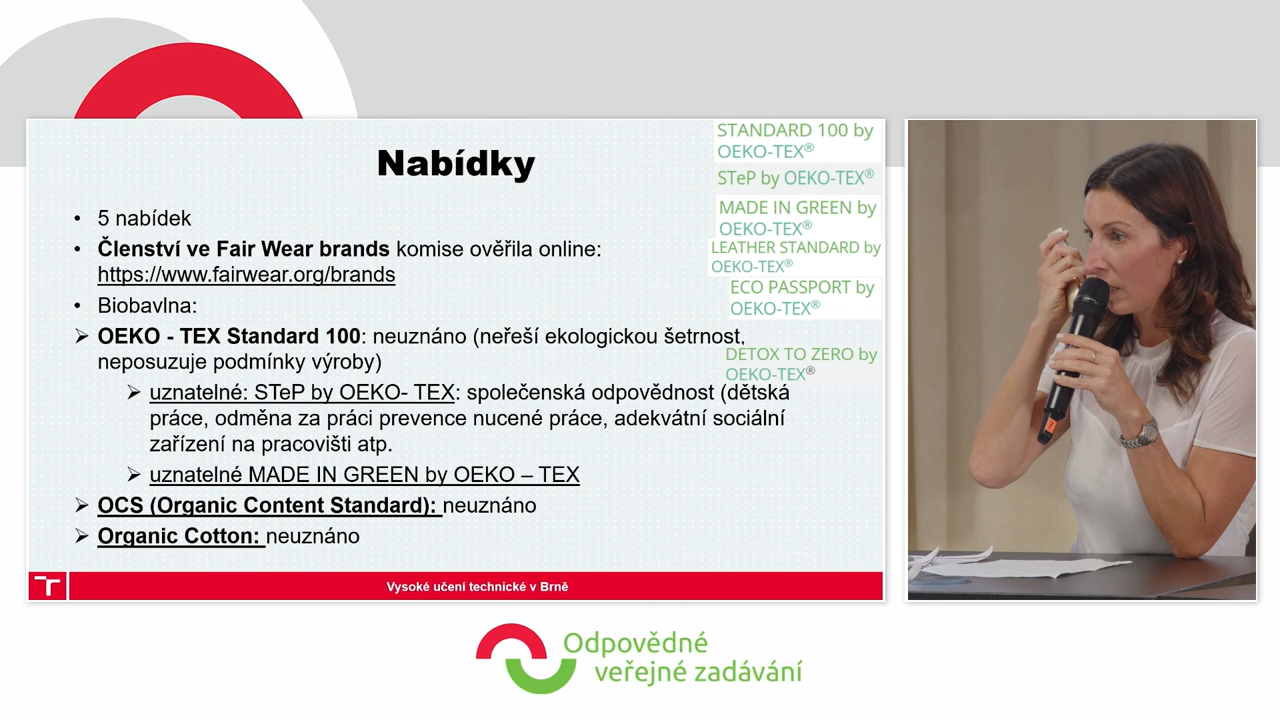 Nabídky
5 nabídek
Členství ve Fair Wear brands komise ověřila online:
https://www.fairwear.org/brands
Biobavlna:
OEKO - TEX Standard 100: neuznáno (neřeší ekologickou šetrnost,
neposuzuje podmínky výroby)
uznatelné: STeP by OEKO- TEX: společenská odpovědnost (dětská
práce, odměna za práci prevence nucené práce, adekvátní sociální
zařízení na pracovišti atp.
uznatelné MADE IN GREEN by OEKO – TEX
OCS (Organic Content Standard): neuznáno
Organic Cotton: neuznáno
STANDARD 100 by
OEKO-TEX®
STeP by OEKO-TEX®
MADE IN GREEN by
OEKO-TEX®
LEATHER STANDARD by
OEKO-TEX®
ECO PASSPORT by
OEKO-TEX®
DETOX TO ZERO by
OEKO-TEX®
Vysoké učení technické v Brně
Odpovědné
veřejné zadávání